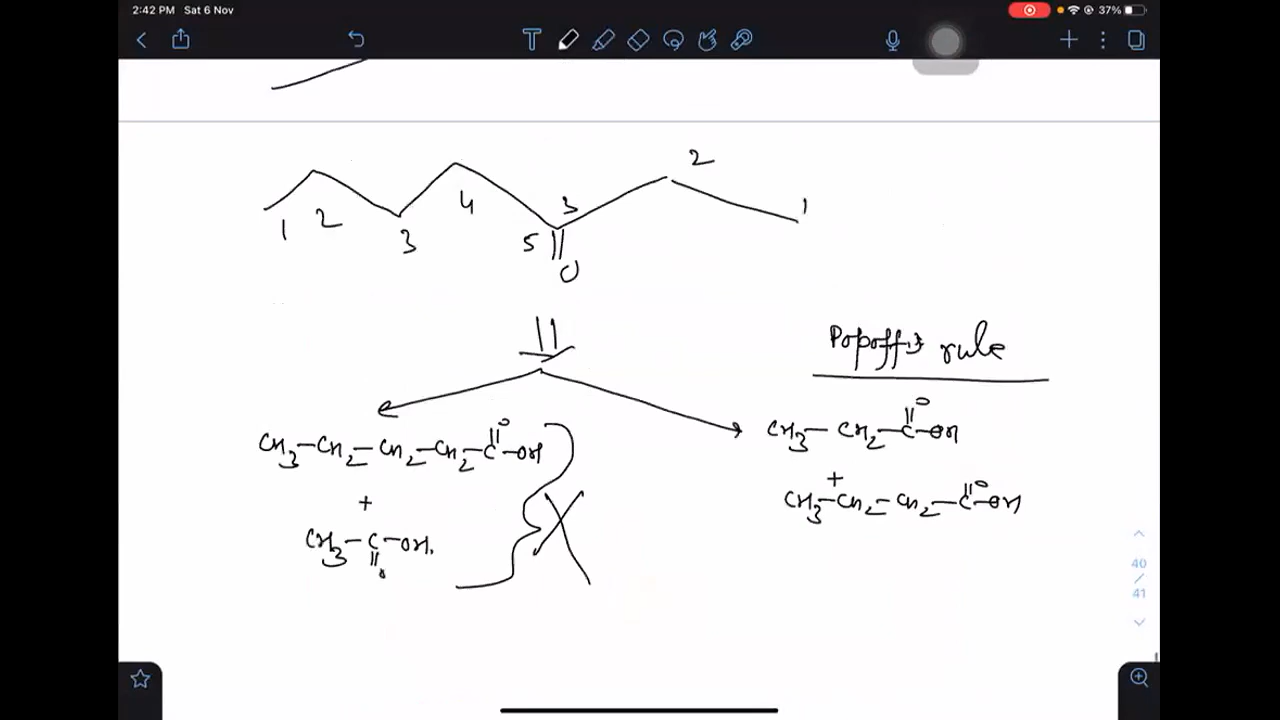 2:42 PM Sat 6 Nov
37%
T
2
1
1 2 3 4 5 3
O
Popoff's rule
CH3-CH2-CH2-CH2-C-OH
O
CH3-CH2-C-OH
O
+
+
CH3-CH2-CH2-C-OH
O
CH3-C-OH.
O
X
40
/
41